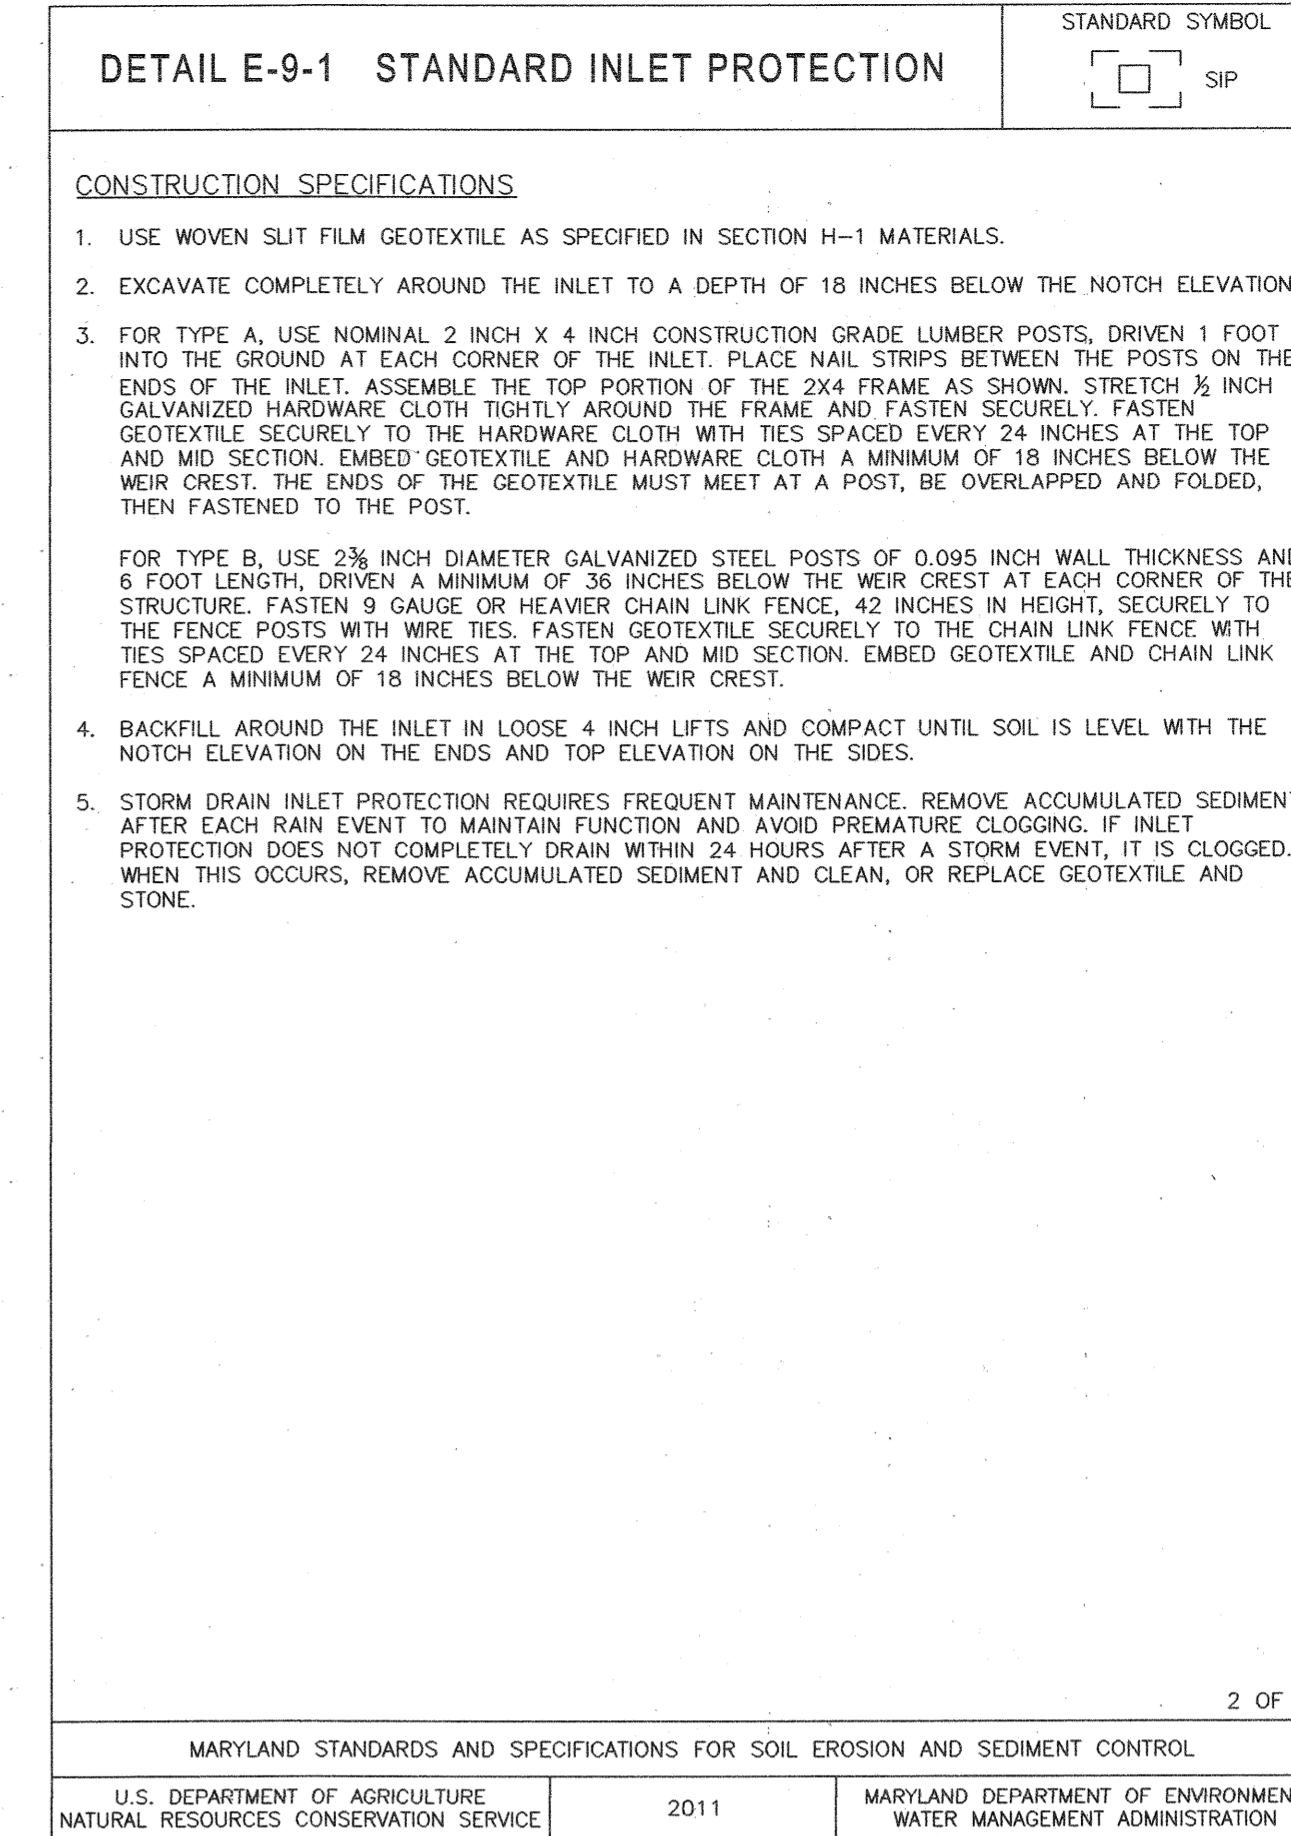 DETAIL E-9-1 STANDARD INLET PROTECTION
STANDARD SYMBOL
SIP
CONSTRUCTION SPECIFICATIONS
1. USE WOVEN SLIT FILM GEOTEXTILE AS SPECIFIED IN SECTION H-1 MATERIALS.
2. EXCAVATE COMPLETELY AROUND THE INLET TO A DEPTH OF 18 INCHES BELOW THE NOTCH ELEVATION
3. FOR TYPE A, USE NOMINAL 2 INCH X 4 INCH CONSTRUCTION GRADE LUMBER POSTS, DRIVEN 1 FOOT
INTO THE GROUND AT EACH CORNER OF THE INLET. PLACE NAIL STRIPS BETWEEN THE POSTS ON THE
ENDS OF THE INLET. ASSEMBLE THE TOP PORTION OF THE 2X4 FRAME AS SHOWN. STRETCH ½ INCH
GALVANIZED HARDWARE CLOTH TIGHTLY AROUND THE FRAME AND FASTEN SECURELY. FASTEN
GEOTEXTILE SECURELY TO THE HARDWARE CLOTH WITH TIES SPACED EVERY 24 INCHES AT THE TOP
AND MID SECTION. EMBED GEOTEXTILE AND HARDWARE CLOTH A MINIMUM OF 18 INCHES BELOW THE
WEIR CREST. THE ENDS OF THE GEOTEXTILE MUST MEET AT A POST, BE OVERLAPPED AND FOLDED,
THEN FASTENED TO THE POST.
FOR TYPE B, USE 2⅜ INCH DIAMETER GALVANIZED STEEL POSTS OF 0.095 INCH WALL THICKNESS AND
6 FOOT LENGTH, DRIVEN A MINIMUM OF 36 INCHES BELOW THE WEIR CREST AT EACH CORNER OF THE
STRUCTURE. FASTEN 9 GAUGE OR HEAVIER CHAIN LINK FENCE, 42 INCHES IN HEIGHT, SECURELY TO
THE FENCE POSTS WITH WIRE TIES. FASTEN GEOTEXTILE SECURELY TO THE CHAIN LINK FENCE WITH
TIES SPACED EVERY 24 INCHES AT THE TOP AND MID SECTION. EMBED GEOTEXTILE AND CHAIN LINK
FENCE A MINIMUM OF 18 INCHES BELOW THE WEIR CREST.
4. BACKFILL AROUND THE INLET IN LOOSE 4 INCH LIFTS AND COMPACT UNTIL SOIL IS LEVEL WITH THE
NOTCH ELEVATION ON THE ENDS AND TOP ELEVATION ON THE SIDES.
5. STORM DRAIN INLET PROTECTION REQUIRES FREQUENT MAINTENANCE. REMOVE ACCUMULATED SEDIMENT
AFTER EACH RAIN EVENT TO MAINTAIN FUNCTION AND AVOID PREMATURE CLOGGING. IF INLET
PROTECTION DOES NOT COMPLETELY DRAIN WITHIN 24 HOURS AFTER A STORM EVENT, IT IS CLOGGED.
WHEN THIS OCCURS, REMOVE ACCUMULATED SEDIMENT AND CLEAN, OR REPLACE GEOTEXTILE AND
STONE.
2 OF
MARYLAND STANDARDS AND SPECIFICATIONS FOR SOIL EROSION AND SEDIMENT CONTROL
U.S. DEPARTMENT OF AGRICULTURE
NATURAL RESOURCES CONSERVATION SERVICE
2011
MARYLAND DEPARTMENT OF ENVIRONMEN
WATER MANAGEMENT ADMINISTRATION